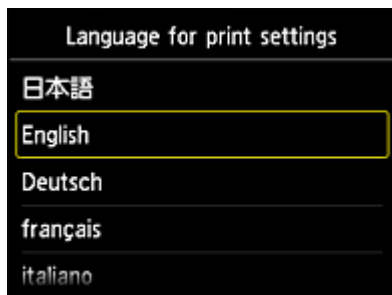 Language for print settings
日本語
English
Deutsch
français
italiano